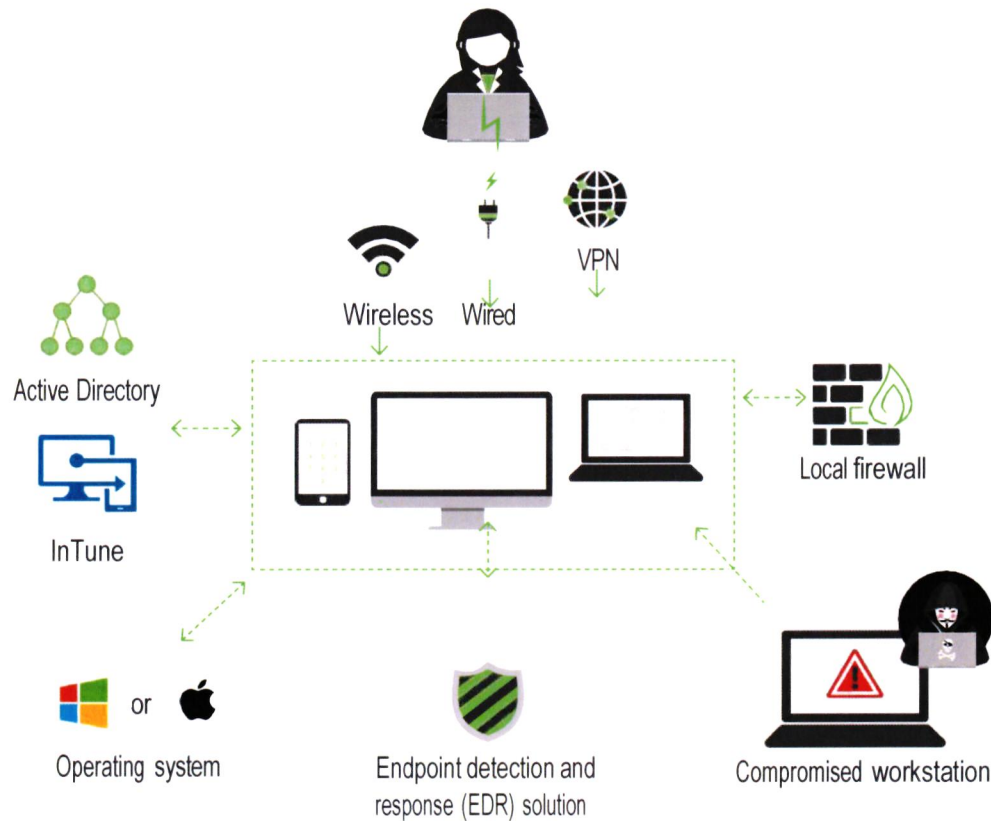 VPN
Wireless
Wired
Active Directory
Local firewall
InTune
or
Operating system
Endpoint detection and
response (EDR) solution
Compromised workstation